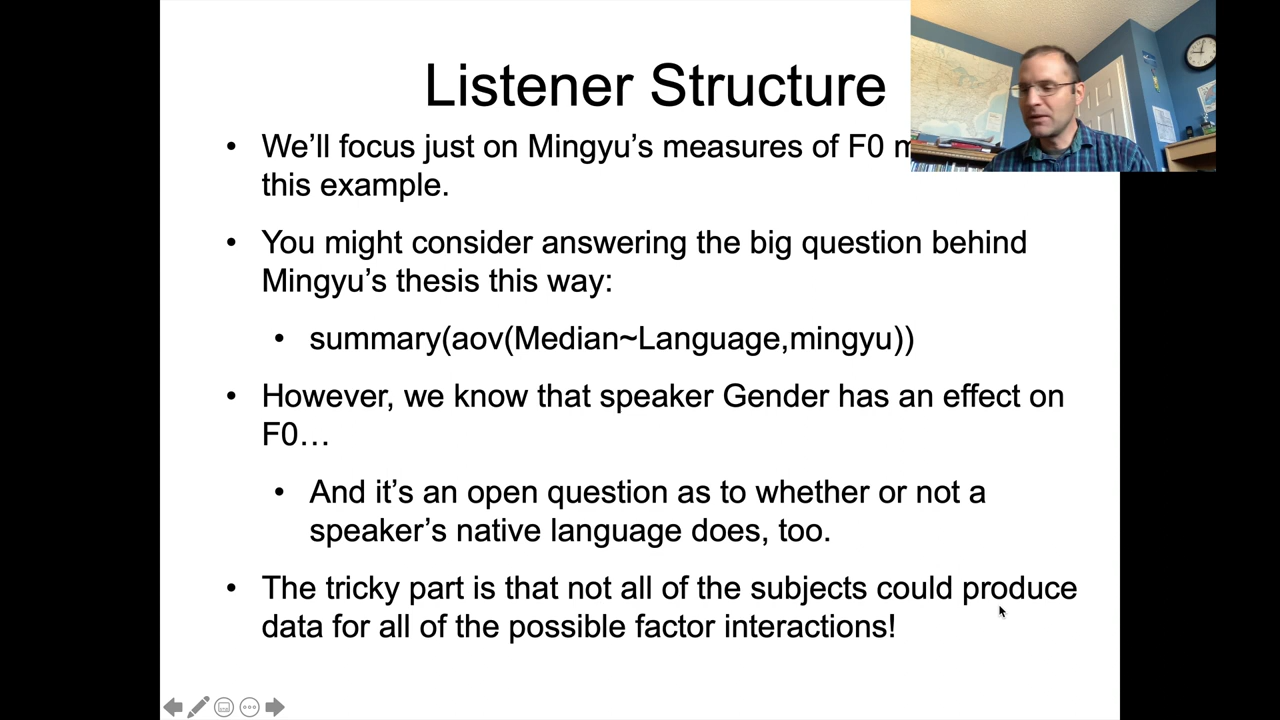 Listener Structure
• We’ll focus just on Mingyu’s measures of F0
this example.
• You might consider answering the big question behind
Mingyu’s thesis this way:
• summary(aov(Median~Language,mingyu))
• However, we know that speaker Gender has an effect on
F0…
• And it’s an open question as to whether or not a
speaker’s native language does, too.
• The tricky part is that not all of the subjects could produce
data for all of the possible factor interactions!